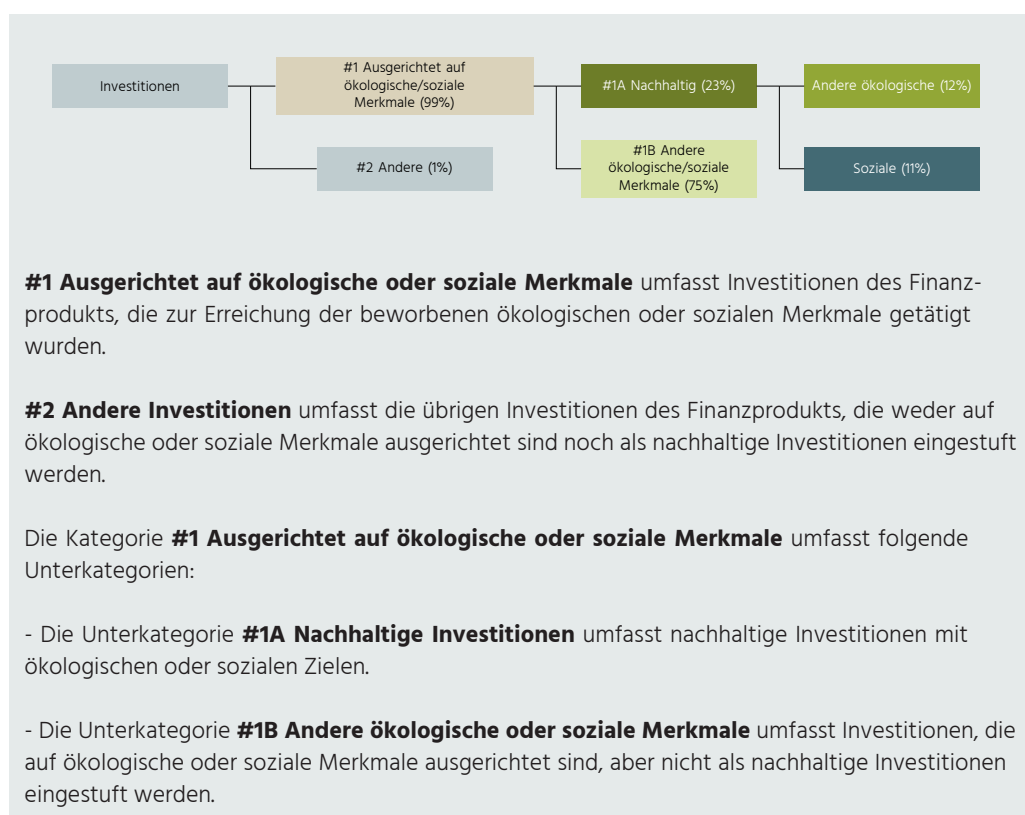 Investitionen
#1 Ausgerichtet auf
ökologische/soziale
Merkmale (99%)
#1A Nachhaltig (23%)
Andere ökologische (12%)
#2 Andere (1%)
#1B Andere
ökologische/soziale
Merkmale (75%)
Soziale (11%)
#1 Ausgerichtet auf ökologische oder soziale Merkmale umfasst Investitionen des Finanz-
produkts, die zur Erreichung der beworbenen ökologischen oder sozialen Merkmale getätigt
wurden.
#2 Andere Investitionen umfasst die übrigen Investitionen des Finanzprodukts, die weder auf
ökologische oder soziale Merkmale ausgerichtet sind noch als nachhaltige Investitionen eingestuft
werden.
Die Kategorie #1 Ausgerichtet auf ökologische oder soziale Merkmale umfasst folgende
Unterkategorien:
- Die Unterkategorie #1A Nachhaltige Investitionen umfasst nachhaltige Investitionen mit
ökologischen oder sozialen Zielen.
- Die Unterkategorie #1B Andere ökologische oder soziale Merkmale umfasst Investitionen, die
auf ökologische oder soziale Merkmale ausgerichtet sind, aber nicht als nachhaltige Investitionen
eingestuft werden.